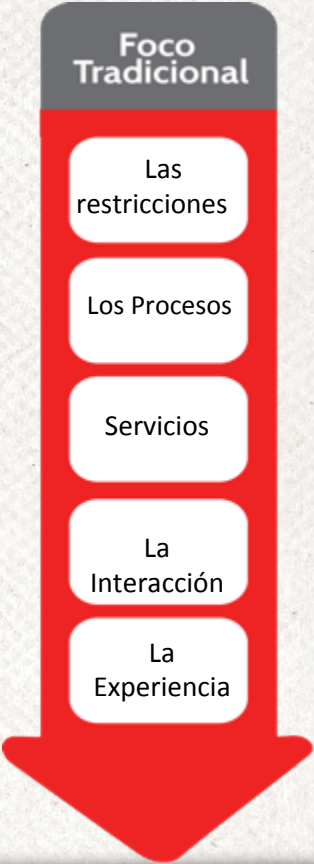 Foco
Tradicional
Las
restricciones
Los Procesos
Servicios
La
Interacción
La
Experiencia